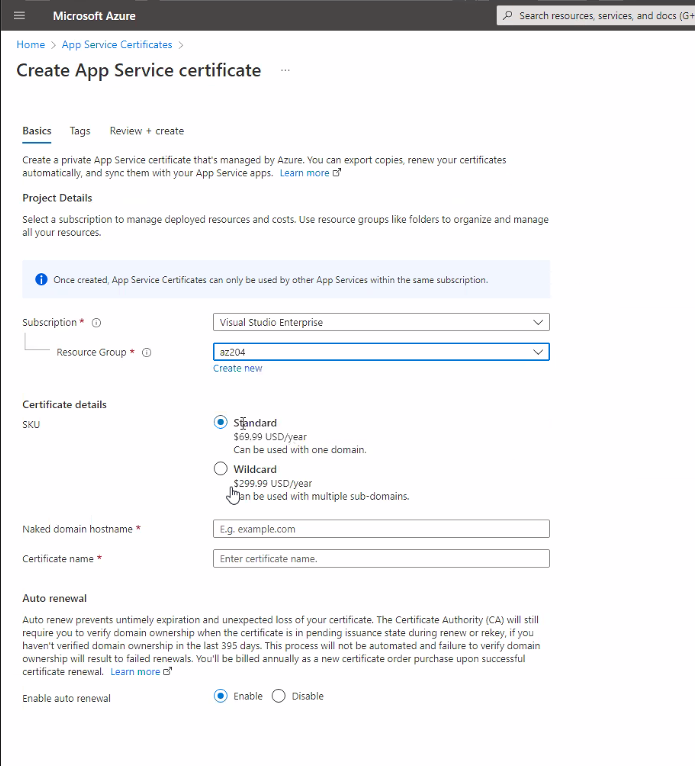 Microsoft Azure
Search resources, services, and docs (G+
Home > App Service Certificates >
Create App Service certificate ...
Basics Tags Review + create
Create a private App Service certificate that's managed by Azure. You can export copies, renew your certificates
automatically, and sync them with your App Service apps. Learn more
Project Details
Select a subscription to manage deployed resources and costs. Use resource groups like folders to organize and manage
all your resources.
Once created, App Service Certificates can only be used by other App Services within the same subscription.
Subscription * Visual Studio Enterprise
Resource Group * az204
Create new
Certificate details
SKU
Standard
$69.99 USD/year
Can be used with one domain.
Wildcard
$299.99 USD/year
Can be used with multiple sub-domains.
Naked domain hostname * E.g. example.com
Certificate name * Enter certificate name.
Auto renewal
Auto renew prevents untimely expiration and unexpected loss of your certificate. The Certificate Authority (CA) will still
require you to verify domain ownership when the certificate is in pending issuance state during renew or rekey, if you
haven't verified domain ownership in the last 395 days. This process will not be automated and failure to verify domain
ownership will result to failed renewals. You'll be billed annually as a new certificate order purchase upon successful
certificate renewal. Learn more
Enable auto renewal Enable Disable